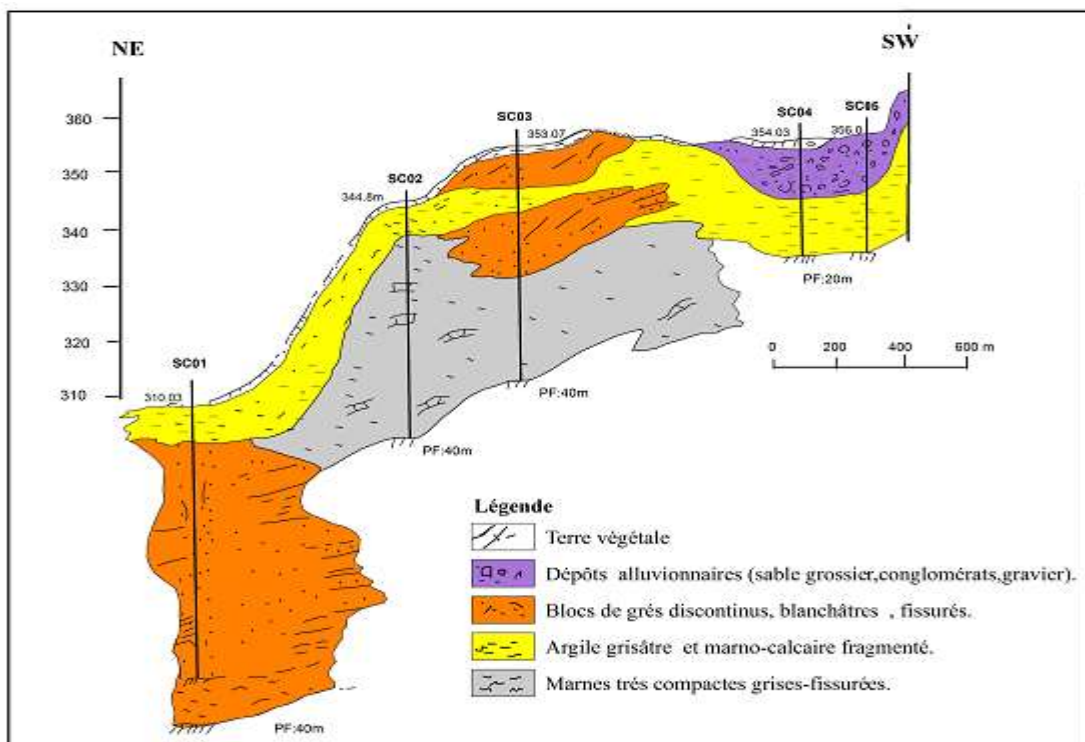 NE
SW
360
350
340
330
320
310
SC01
310.03
SC02
344.8m
SC03
353.07
SC04
354.03
SC05
356.0
PF:20m
0 200 400 600 m
PF:40m
PF:40m
PF:40m
Légende
Terre végétale
Dépôts alluvionnaires (sable grossier,conglomérats,gravier).
Blocs de grés discontinus, blanchâtres , fissurés.
Argile grisâtre et marno-calcaire fragmenté.
Marnes trés compactes grises-fissurées.